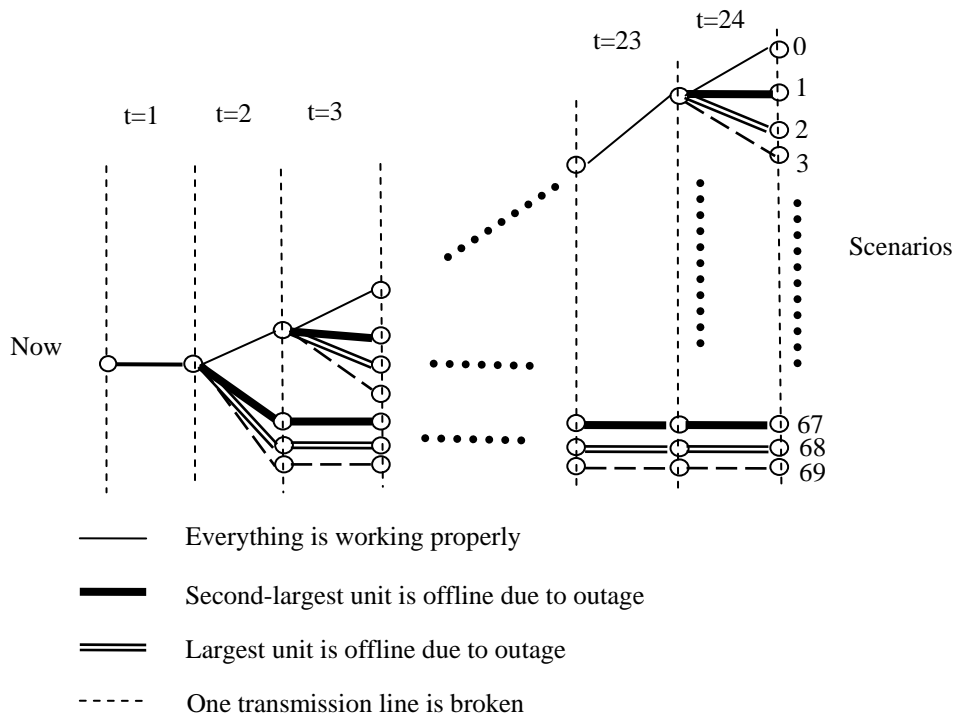 t=23
t=24
0
1
2
3
t=1
t=2
t=3
Scenarios
Now
67
68
69
Everything is working properly
Second-largest unit is offline due to outage
Largest unit is offline due to outage
One transmission line is broken